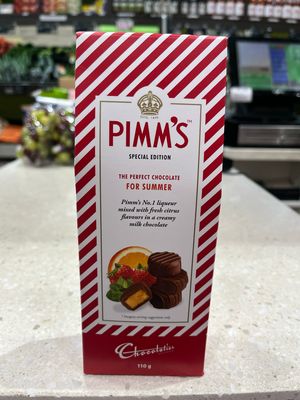 PIMM'S™
SPECIAL EDITION
THE PERFECT CHOCOLATE
FOR SUMMER
Pimm's No.1 liqueur
mixed with fresh citrus
flavours in a creamy
milk chocolate
Chocolatier
110 g